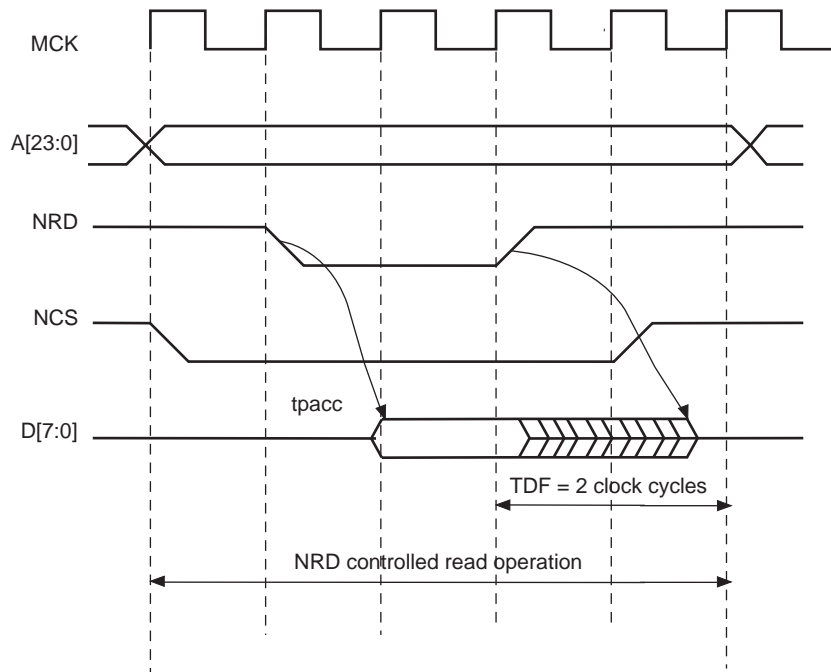 MCK
A[23:0]
NRD
NCS
tpacc
D[7:0]
TDF = 2 clock cycles
NRD controlled read operation